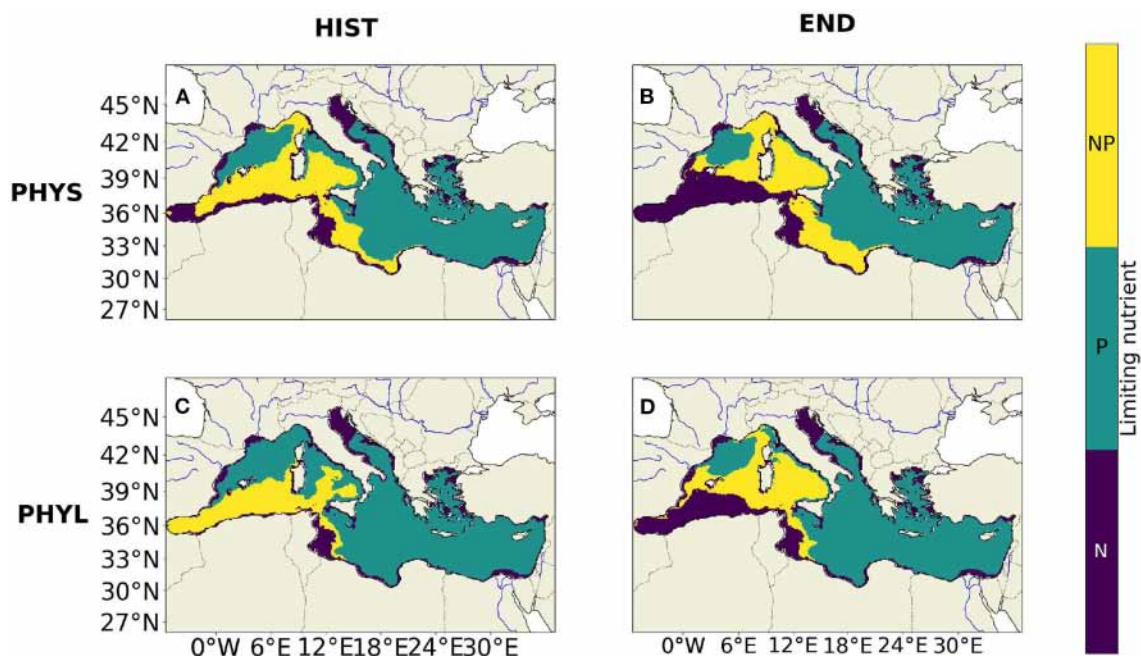 HIST END
A B
45°N
42°N
39°N
PHYS
36°N
33°N
30°N
27°N
NP
P
Limiting nutrient
N
C D
45°N
42°N
39°N
PHYL
36°N
33°N
30°N
27°N
0°W 6°E 12°E 18°E 24°E 30°E 0°W 6°E 12°E 18°E 24°E 30°E